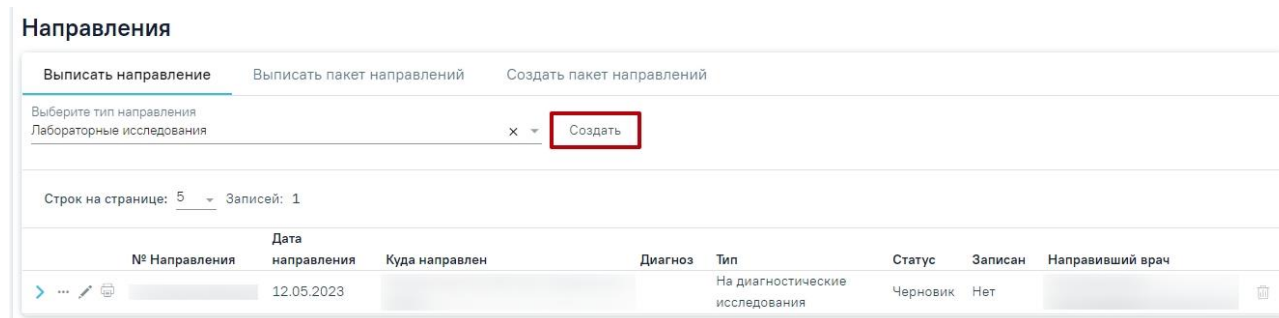 Направления
Выписать направление Выписать пакет направлений Создать пакет направлений
Выберите тип направления
Лабораторные исследования Создать
Строк на странице: 5 Записей: 1
№ Направления Дата направления Куда направлен Диагноз Тип Статус Записан Направивший врач
12.05.2023 На диагностические исследования Черновик Нет